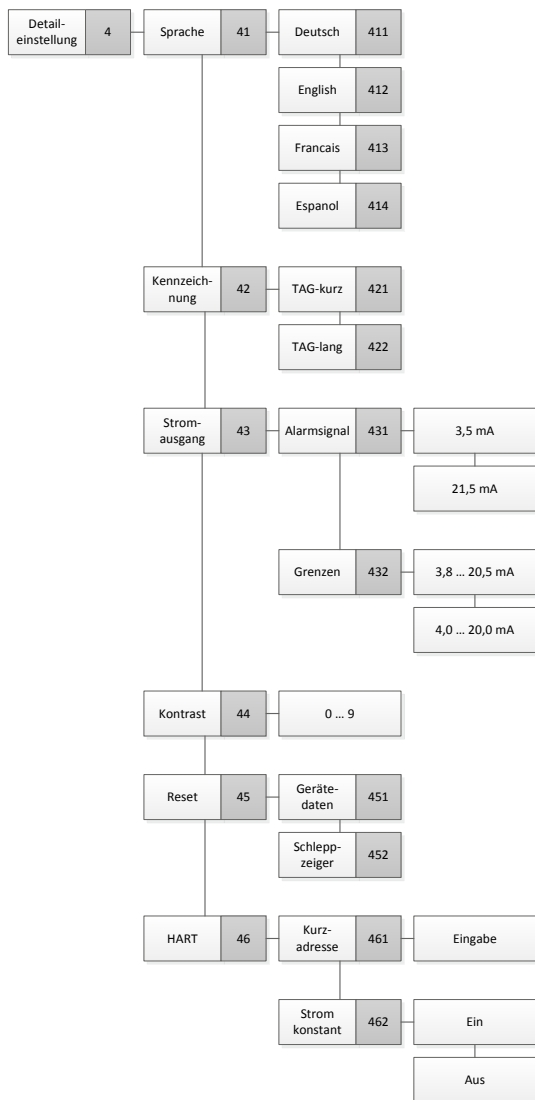 Detail-
einstellung
4
Sprache
41
Deutsch
411
English
412
Francais
413
Espanol
414
Kennzeich-
nung
42
TAG-kurz
421
TAG-lang
422
Strom-
ausgang
43
Alarmsignal
431
3,5 mA
21,5 mA
Grenzen
432
3,8 ... 20,5 mA
4,0 ... 20,0 mA
Kontrast
44
0 ... 9
Reset
45
Geräte-
daten
451
Schlepp-
zeiger
452
HART
46
Kurz-
adresse
461
Eingabe
Strom
konstant
462
Ein
Aus